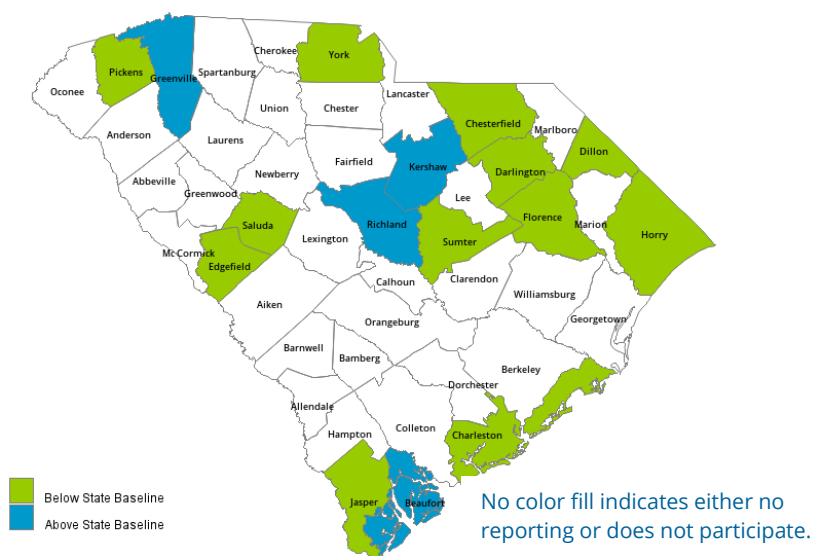 Cherokee
York
Pickens
Greenville
Spartanburg
Oconee
Lancaster
Union
Chester
Chesterfield
Marlboro
Anderson
Laurens
Dillon
Fairfield
Kershaw
Darlington
Newberry
Abbeville
Greenwood
Lee
Florence
Saluda
Richland
Marion
Horry
Lexington
Sumter
Mc Cormick
Edgefield
Calhoun
Clarendon
Williamsburg
Aiken
Georgetown
Orangeburg
Barnwell
Bamberg
Berkeley
Dorchester
Allendale
Colleton
Hampton
Charleston
Jasper
Beaufort
Below State Baseline
Above State Baseline
No color fill indicates either no
reporting or does not participate.